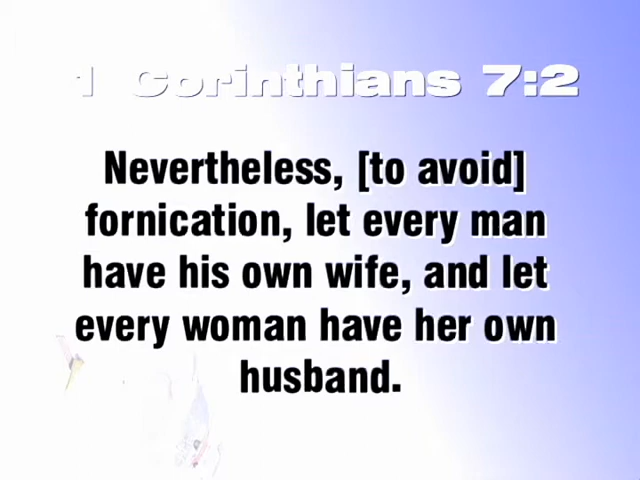 1 Corinthians 7:2
Nevertheless, [to avoid]
fornication, let every man
have his own wife, and let
every woman have her own
husband.